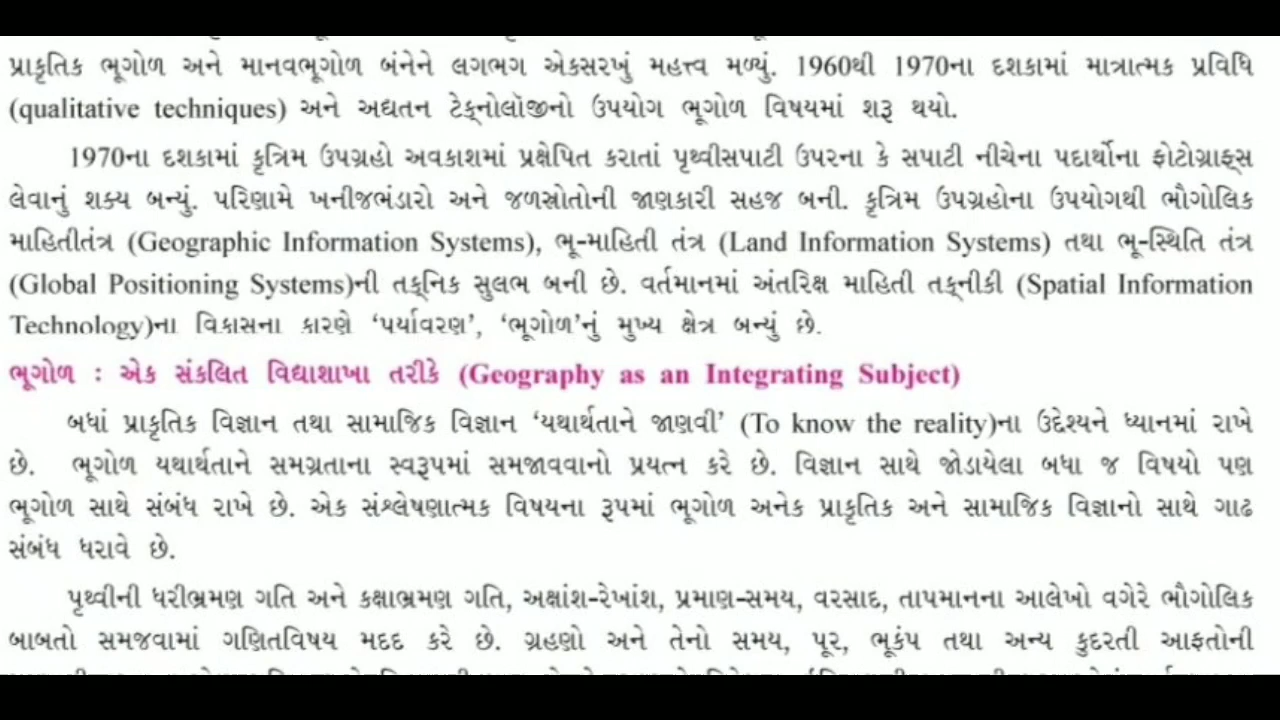 પ્રાકૃતિક ભૂગોળ અને માનવભૂગોળ બંનેને લગભગ એકસરખું મહત્ત્વ મળ્યું. 1960થી 1970ના દશકામાં માત્રાત્મક પ્રવિધિ
(qualitative techniques) અને અદ્યતન ટેક્નોલૉજીનો ઉપયોગ ભૂગોળ વિષયમાં શરૂ થયો.
1970ના દશકામાં કૃત્રિમ ઉપગ્રહો અવકાશમાં પ્રક્ષેપિત કરાતાં પૃથ્વીસપાટી ઉપરના કે સપાટી નીચેના પદાર્થોના ફોટોગ્રાફ્સ
લેવાનું શક્ય બન્યું. પરિણામે ખનીજભંડારો અને જળસ્રોતોની જાણકારી સહજ બની. કૃત્રિમ ઉપગ્રહોના ઉપયોગથી ભૌગોલિક
માહિતીતંત્ર (Geographic Information Systems), ભૂ-માહિતી તંત્ર (Land Information Systems) તથા ભૂ-સ્થિતિ તંત્ર
(Global Positioning Systems)ની તક્નિક સુલભ બની છે. વર્તમાનમાં અંતરિક્ષ માહિતી તક્નીકી (Spatial Information
Technology)ના વિકાસના કારણે ‘પર્યાવરણ’, ‘ભૂગોળ’નું મુખ્ય ક્ષેત્ર બન્યું છે.
ભૂગોળ : એક સંકલિત વિદ્યાશાખા તરીકે (Geography as an Integrating Subject)
બધાં પ્રાકૃતિક વિજ્ઞાન તથા સામાજિક વિજ્ઞાન ‘યથાર્થતાને જાણવી’ (To know the reality)ના ઉદ્દેશ્યને ધ્યાનમાં રાખે
છે. ભૂગોળ યથાર્થતાને સમગ્રતાના સ્વરૂપમાં સમજાવવાનો પ્રયત્ન કરે છે. વિજ્ઞાન સાથે જોડાયેલા બધા જ વિષયો પણ
ભૂગોળ સાથે સંબંધ રાખે છે. એક સંશ્લેષણાત્મક વિષયના રૂપમાં ભૂગોળ અનેક પ્રાકૃતિક અને સામાજિક વિજ્ઞાનો સાથે ગાઢ
સંબંધ ધરાવે છે.
પૃથ્વીની ધરીભ્રમણ ગતિ અને કક્ષાભ્રમણ ગતિ, અક્ષાંશ-રેખાંશ, પ્રમાણ-સમય, વરસાદ, તાપમાનના આલેખો વગેરે ભૌગોલિક
બાબતો સમજવામાં ગણિતવિષય મદદ કરે છે. ગ્રહણો અને તેનો સમય, પૂર, ભૂકંપ તથા અન્ય કુદરતી આફતોની